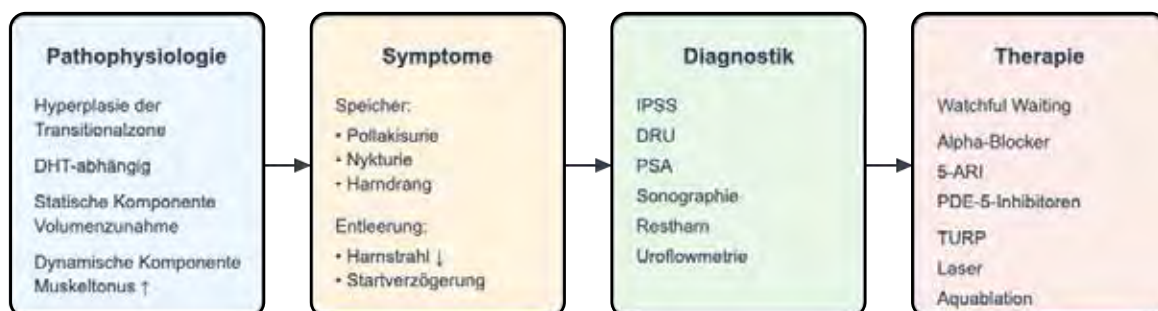 Pathophysiologie
Hyperplasie der
Transitionalzone
DHT-abhängig
Statische Komponente
Volumenzunahme
Dynamische Komponente
Muskeltonus ↑
Symptome
Speicher:
• Pollakisurie
• Nykturie
• Harndrang
Entleerung:
• Harnstrahl ↓
• Startverzögerung
Diagnostik
IPSS
DRU
PSA
Sonographie
Restharn
Uroflowmetrie
Therapie
Watchful Waiting
Alpha-Blocker
5-ARI
PDE-5-Inhibitoren
TURP
Laser
Aquablation